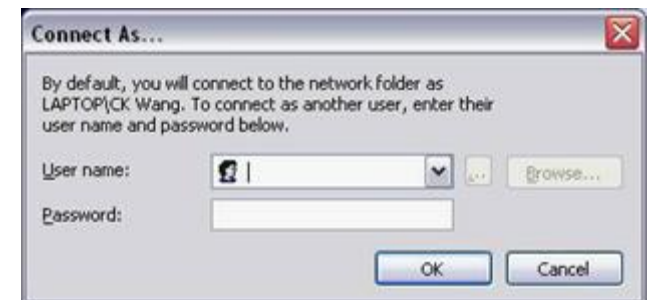 Connect As...
By default, you will connect to the network folder as
LAPTOP\CK Wang. To connect as another user, enter their
user name and password below.
User name:
... Browse...
Password:
OK Cancel